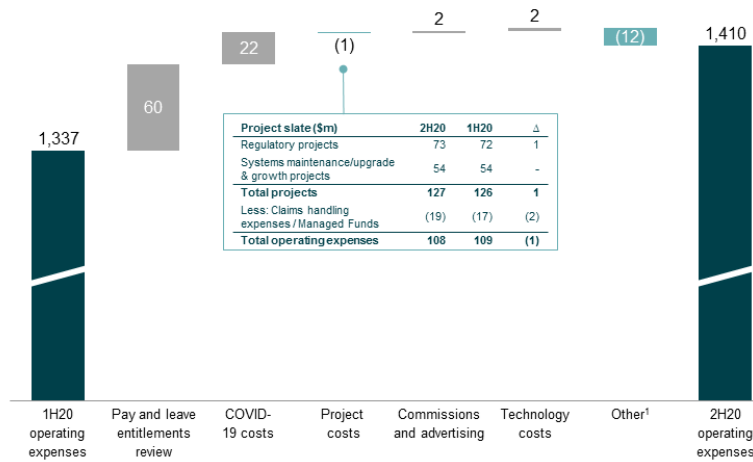 2
2
22
(1)
(12)
1,410
60
1,337
Project slate ($m) 2H20 1H20 Δ
Regulatory projects 73 72 1
Systems maintenance/upgrade
& growth projects 54 54 -
Total projects 127 126 1
Less: Claims handling
expenses / Managed Funds (19) (17) (2)
Total operating expenses 108 109 (1)
1H20
operating
expenses
Pay and leave
entitlements
review
COVID-
19 costs
Project
costs
Commissions
and advertising
Technology
costs
Other¹
2H20
operating
expenses